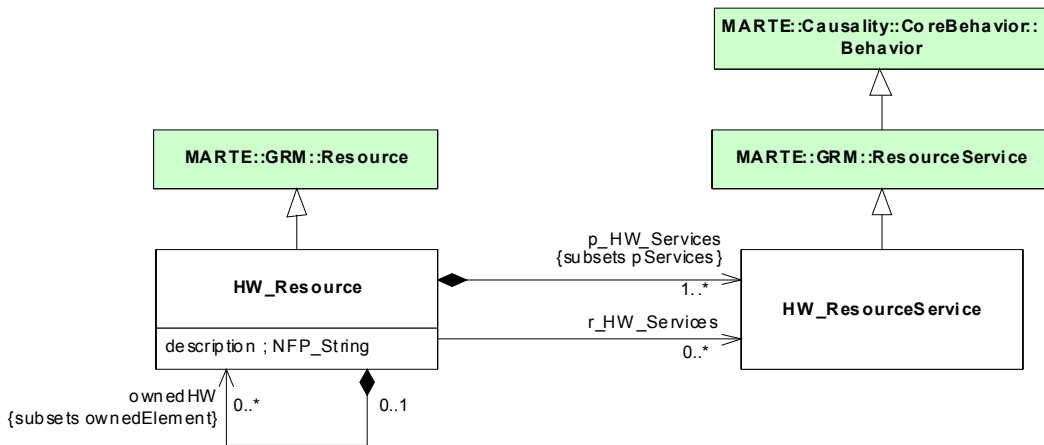 MARTE::Causality::CoreBehavior::
Behavior
MARTE::GRM::Resource
MARTE::GRM::ResourceService
p_HW_Services
{subsets pServices}
HW_Resource
1..*
HW_ResourceService
r_HW_Services
description ; NFP_String
0..*
ownedHW
0..*
0..1
{subsets ownedElement}